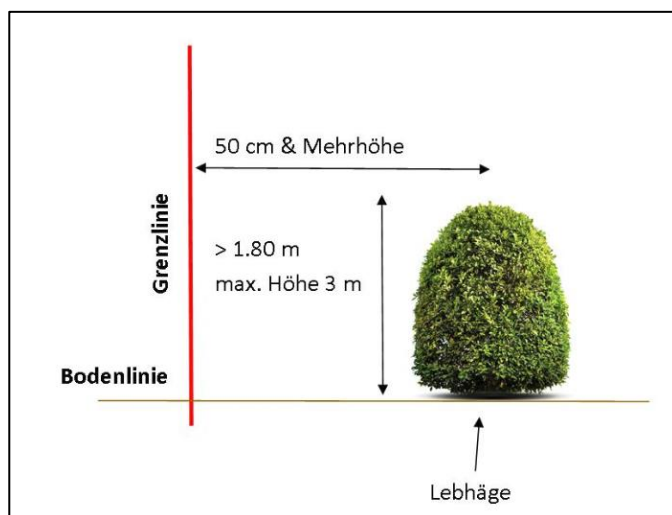 50 cm & Mehrhöhe
Grenzlinie
> 1.80 m
max. Höhe 3 m
Bodenlinie
Lebhäge